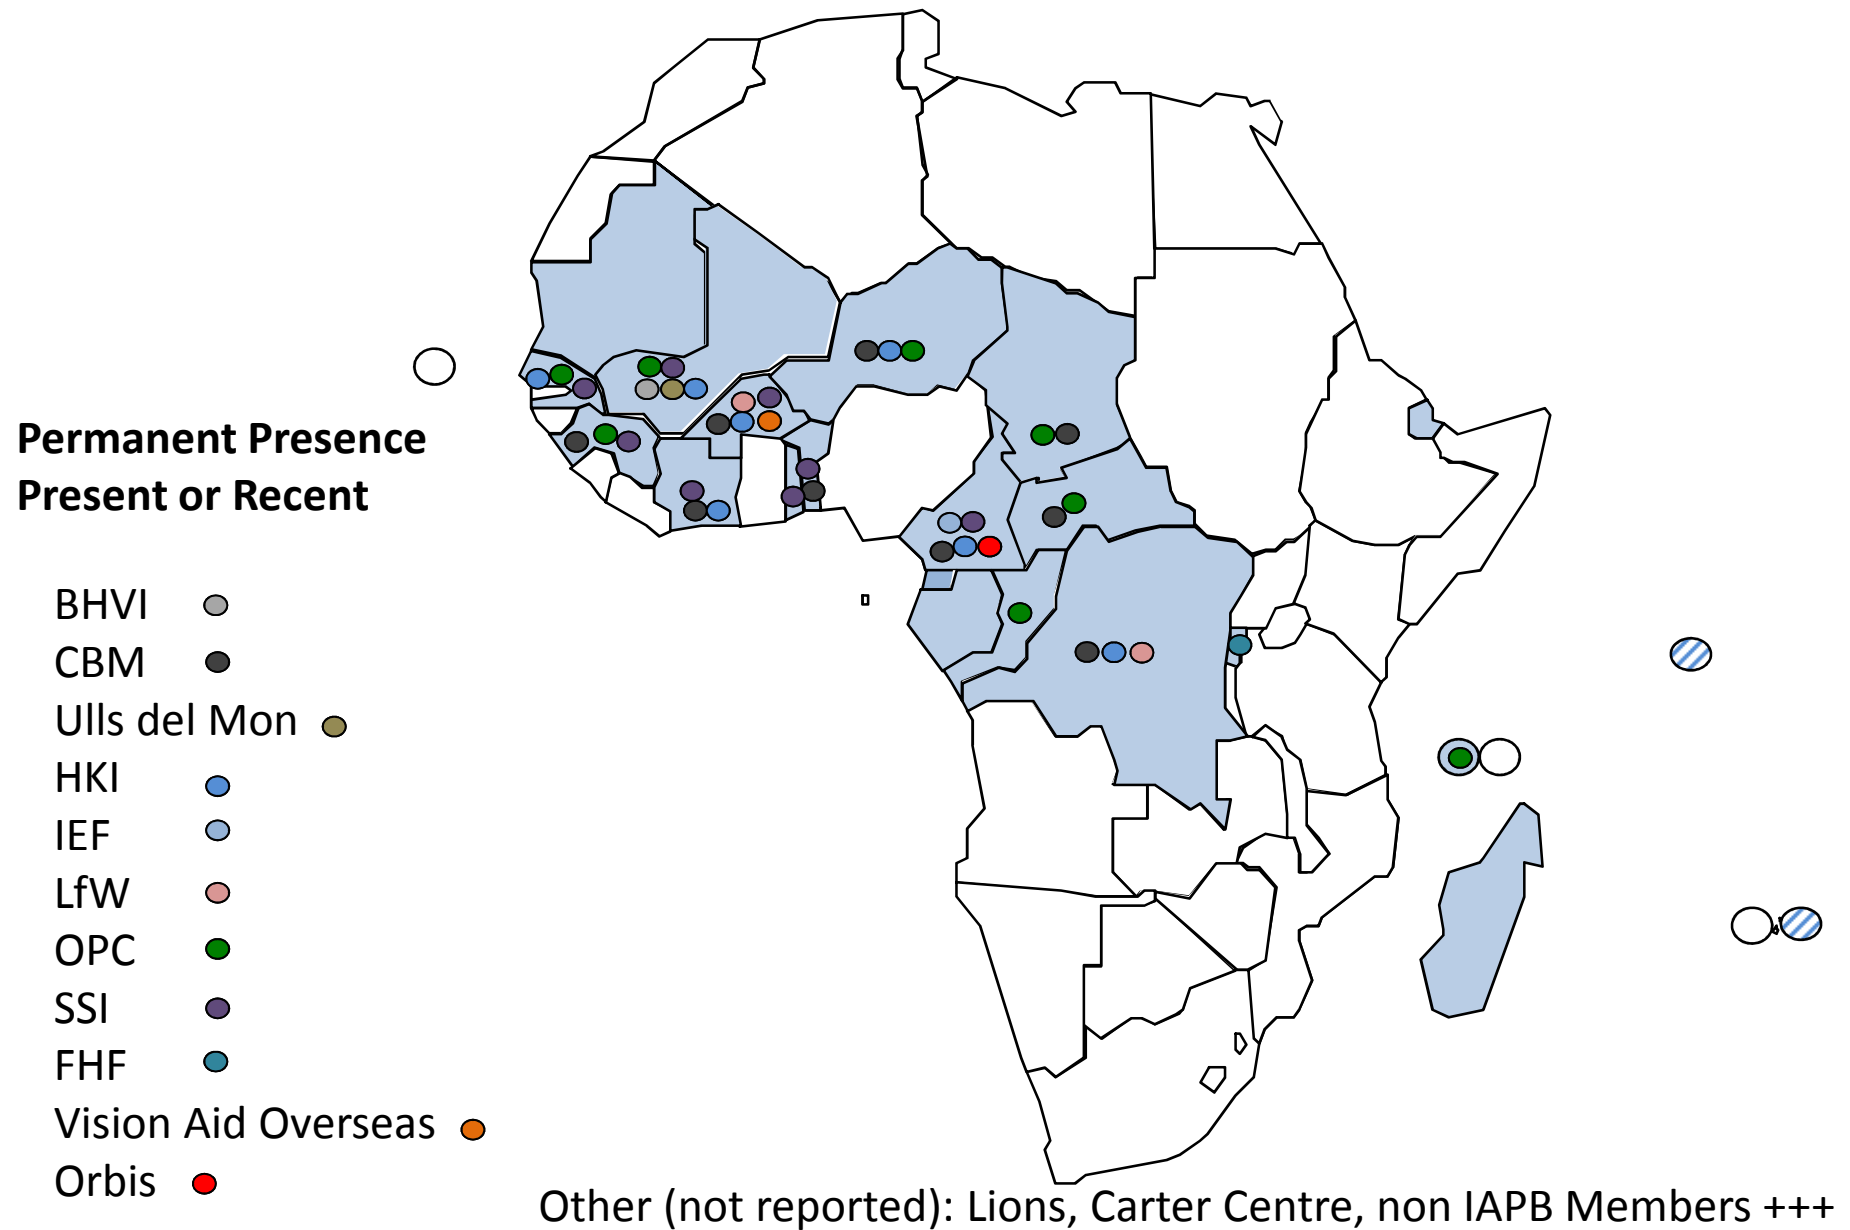 Permanent Presence
Present or Recent
BHVI
CBM
Ulls del Mon
HKI
IEF
LfW
OPC
SSI
FHF
Vision Aid Overseas
Orbis
Other (not reported): Lions, Carter Centre, non IAPB Members +++